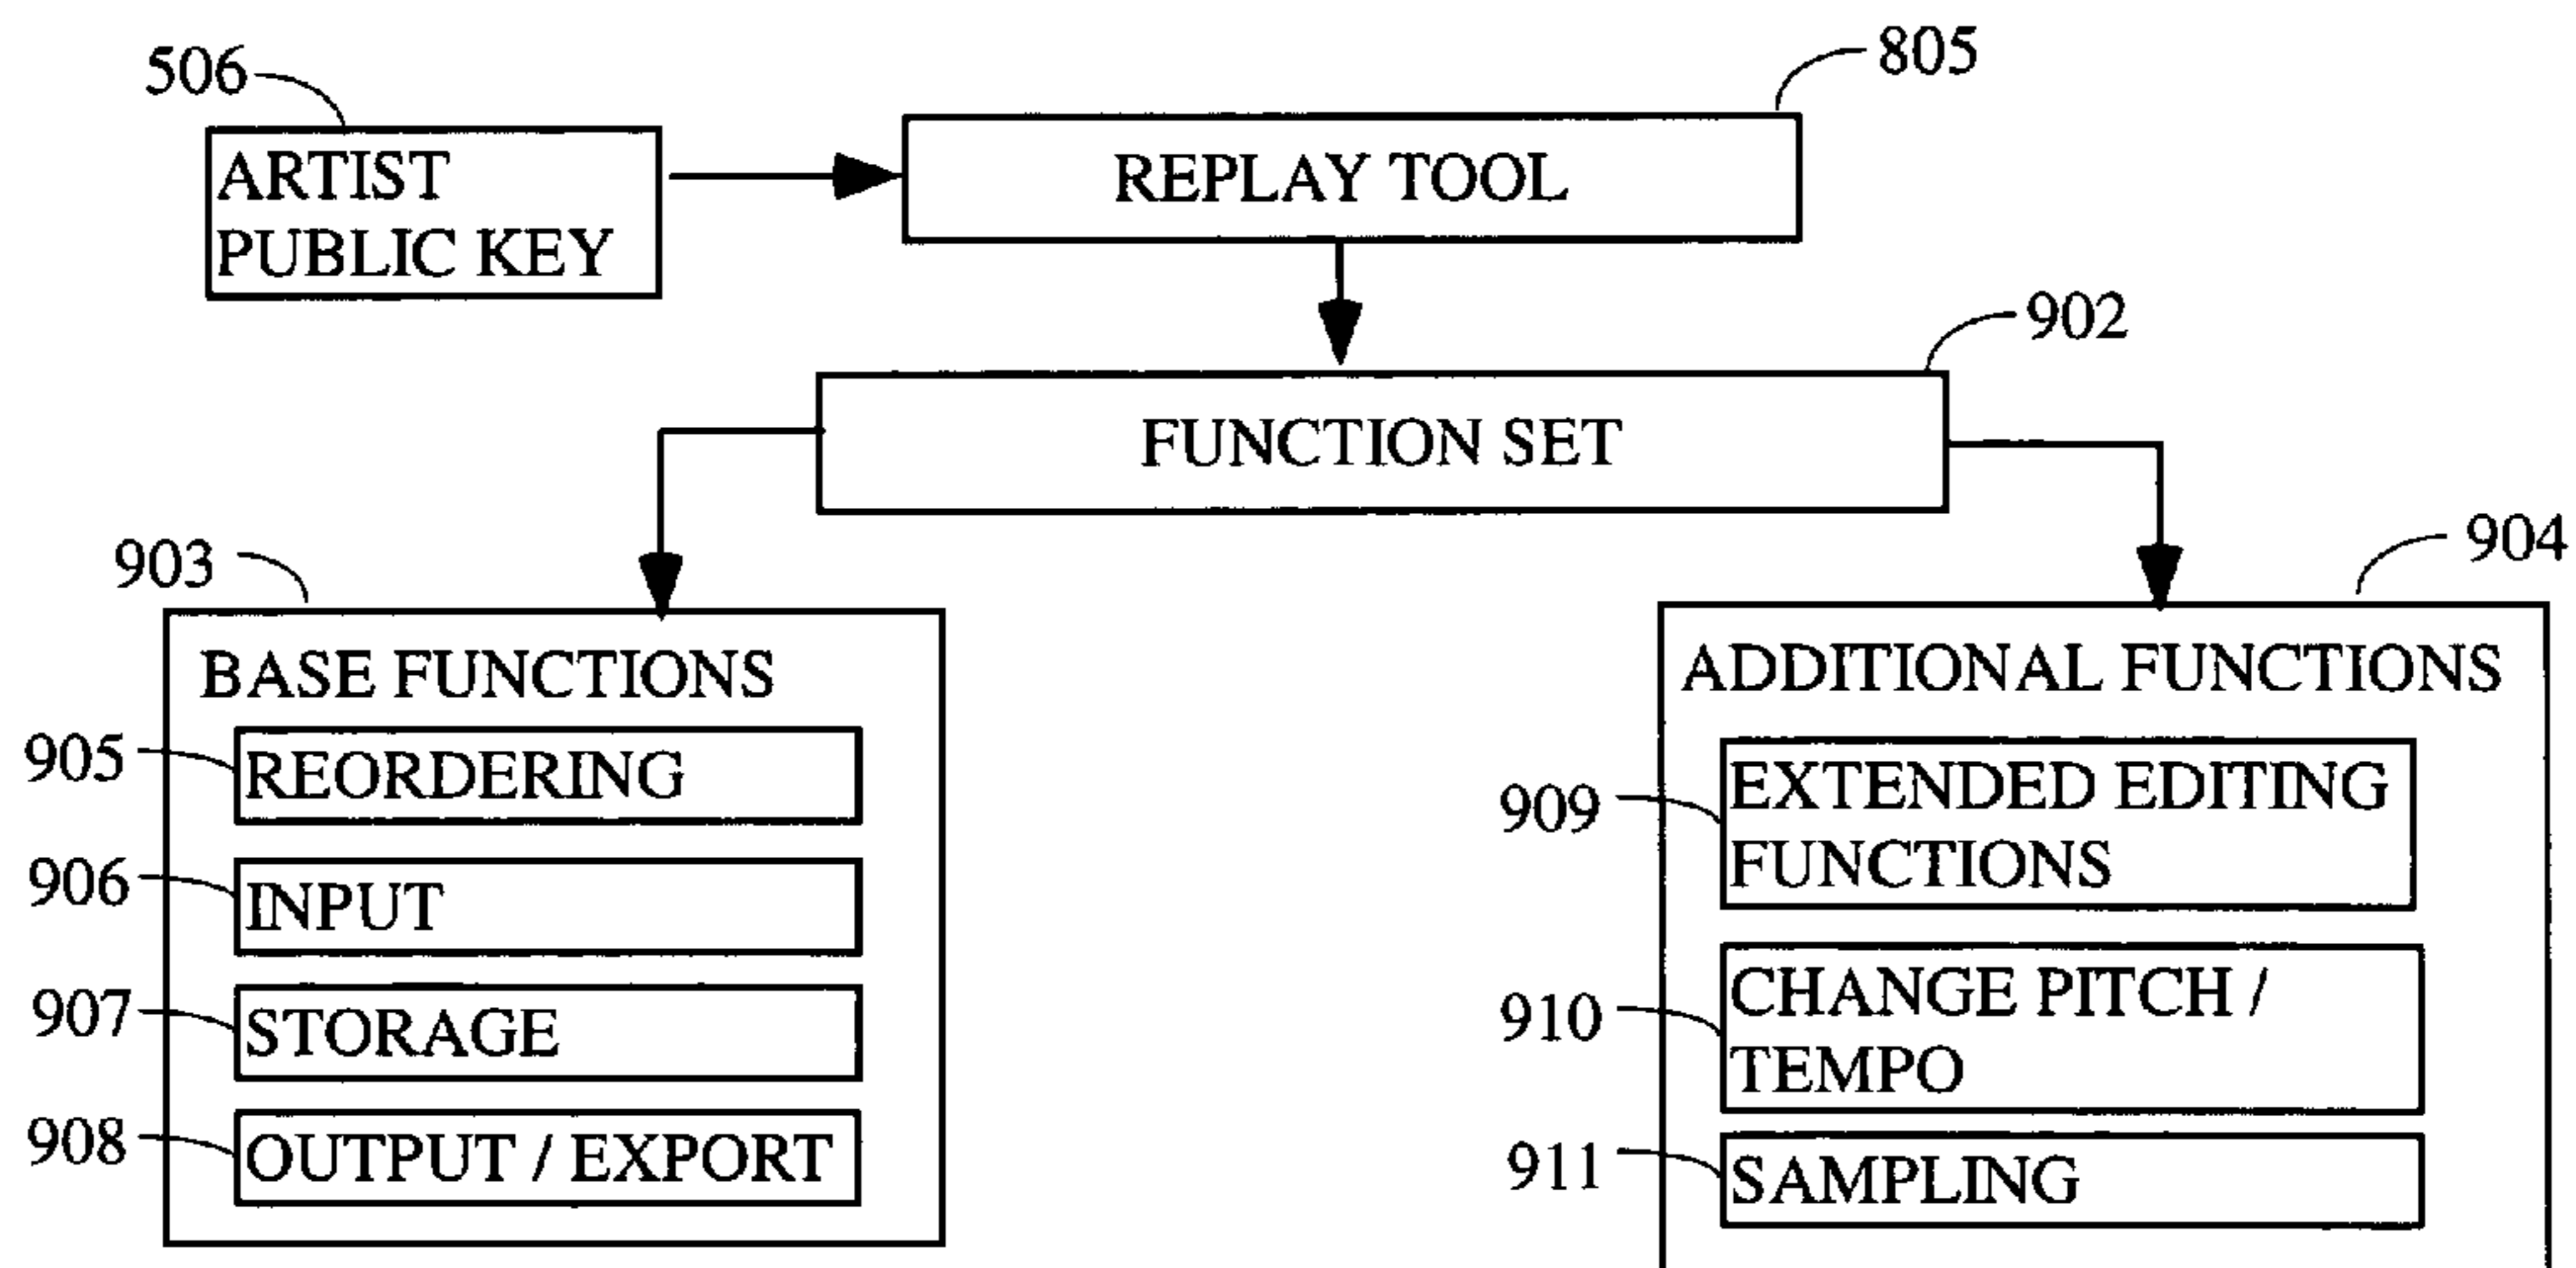 506
805
ARTIST
PUBLIC KEY
REPLAY TOOL
902
FUNCTION SET
903
904
BASE FUNCTIONS
905
REORDERING
906
INPUT
907
STORAGE
908
OUTPUT / EXPORT
ADDITIONAL FUNCTIONS
909
EXTENDED EDITING
FUNCTIONS
910
CHANGE PITCH /
TEMPO
911
SAMPLING